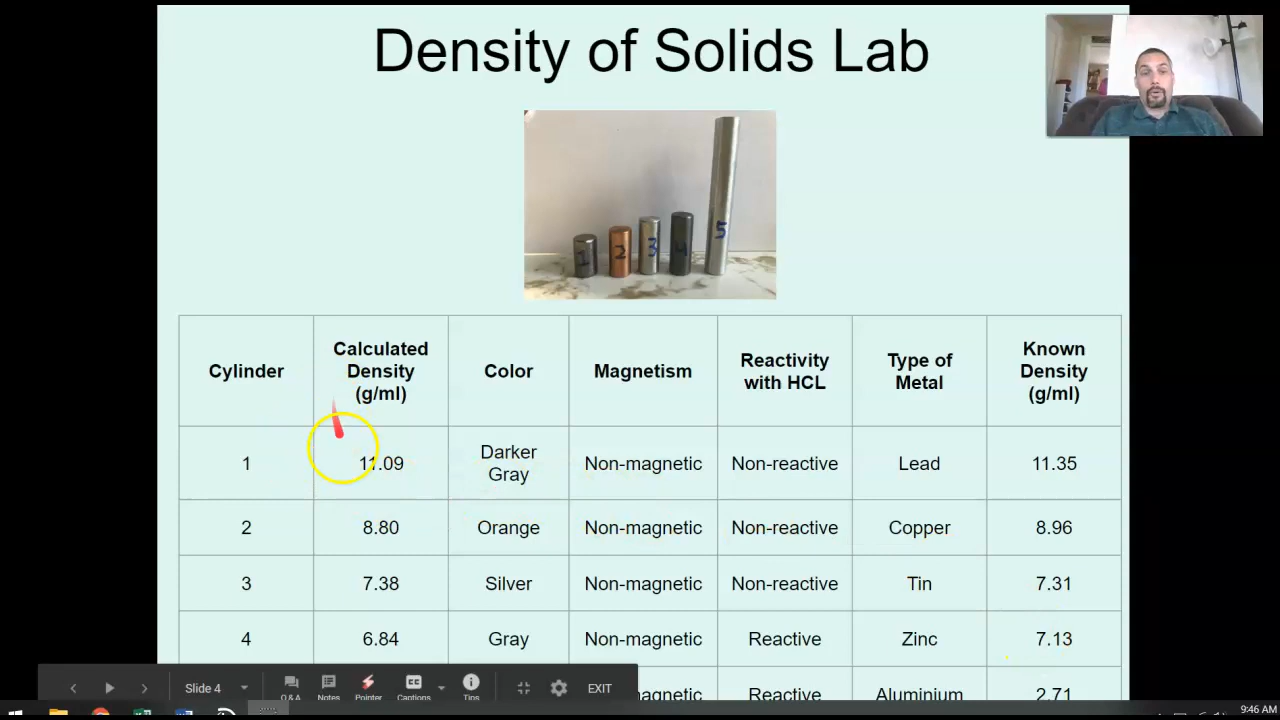 Density of Solids Lab
1
2
3
4
5
Cylinder
Calculated
Density
(g/ml)
Color
Magnetism
Reactivity
with HCL
Type of
Metal
Known
Density
(g/ml)
1
11.09
Darker
Gray
Non-magnetic
Non-reactive
Lead
11.35
2
8.80
Orange
Non-magnetic
Non-reactive
Copper
8.96
3
7.38
Silver
Non-magnetic
Non-reactive
Tin
7.31
4
6.84
Gray
Non-magnetic
Reactive
Zinc
7.13
Reactive
Aluminium
2.71
Slide 4
Q & A
Notes
Pointer
Captions
Tips
EXIT
9:46 AM